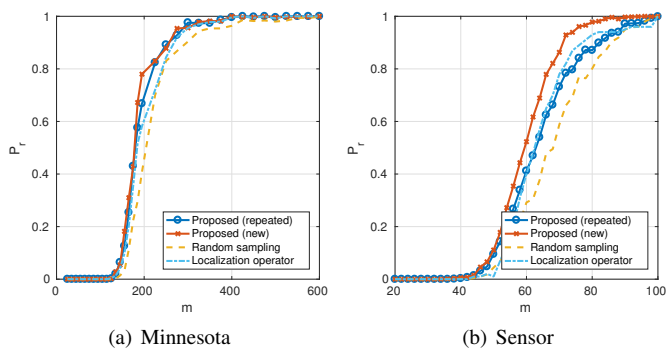 1
0.8
0.6
0.4
0.2
0
P_r
0 200 400 600
m
Proposed (repeated)
Proposed (new)
Random sampling
Localization operator
(a) Minnesota
1
0.8
0.6
0.4
0.2
0
P_r
20 40 60 80 100
m
Proposed (repeated)
Proposed (new)
Random sampling
Localization operator
(b) Sensor